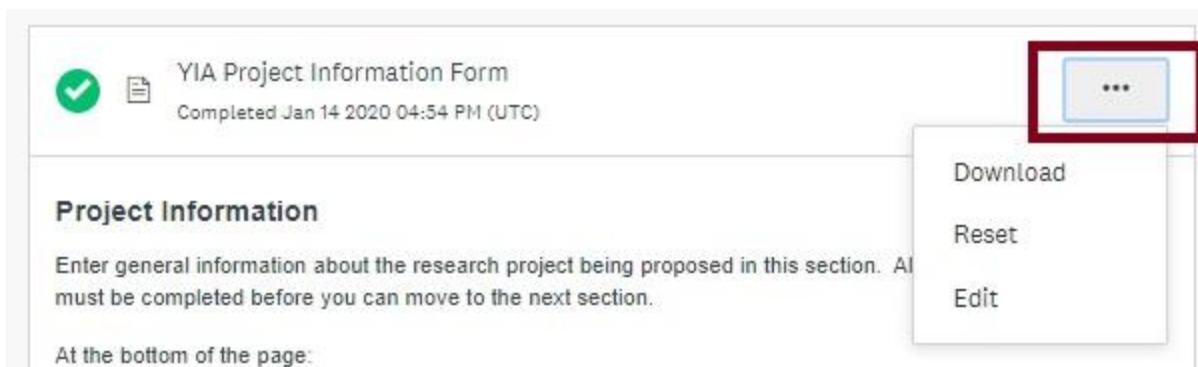 YIA Project Information Form
Completed Jan 14 2020 04:54 PM (UTC)
...
Download
Reset
Edit
Project Information
Enter general information about the research project being proposed in this section. Al
must be completed before you can move to the next section.
At the bottom of the page: